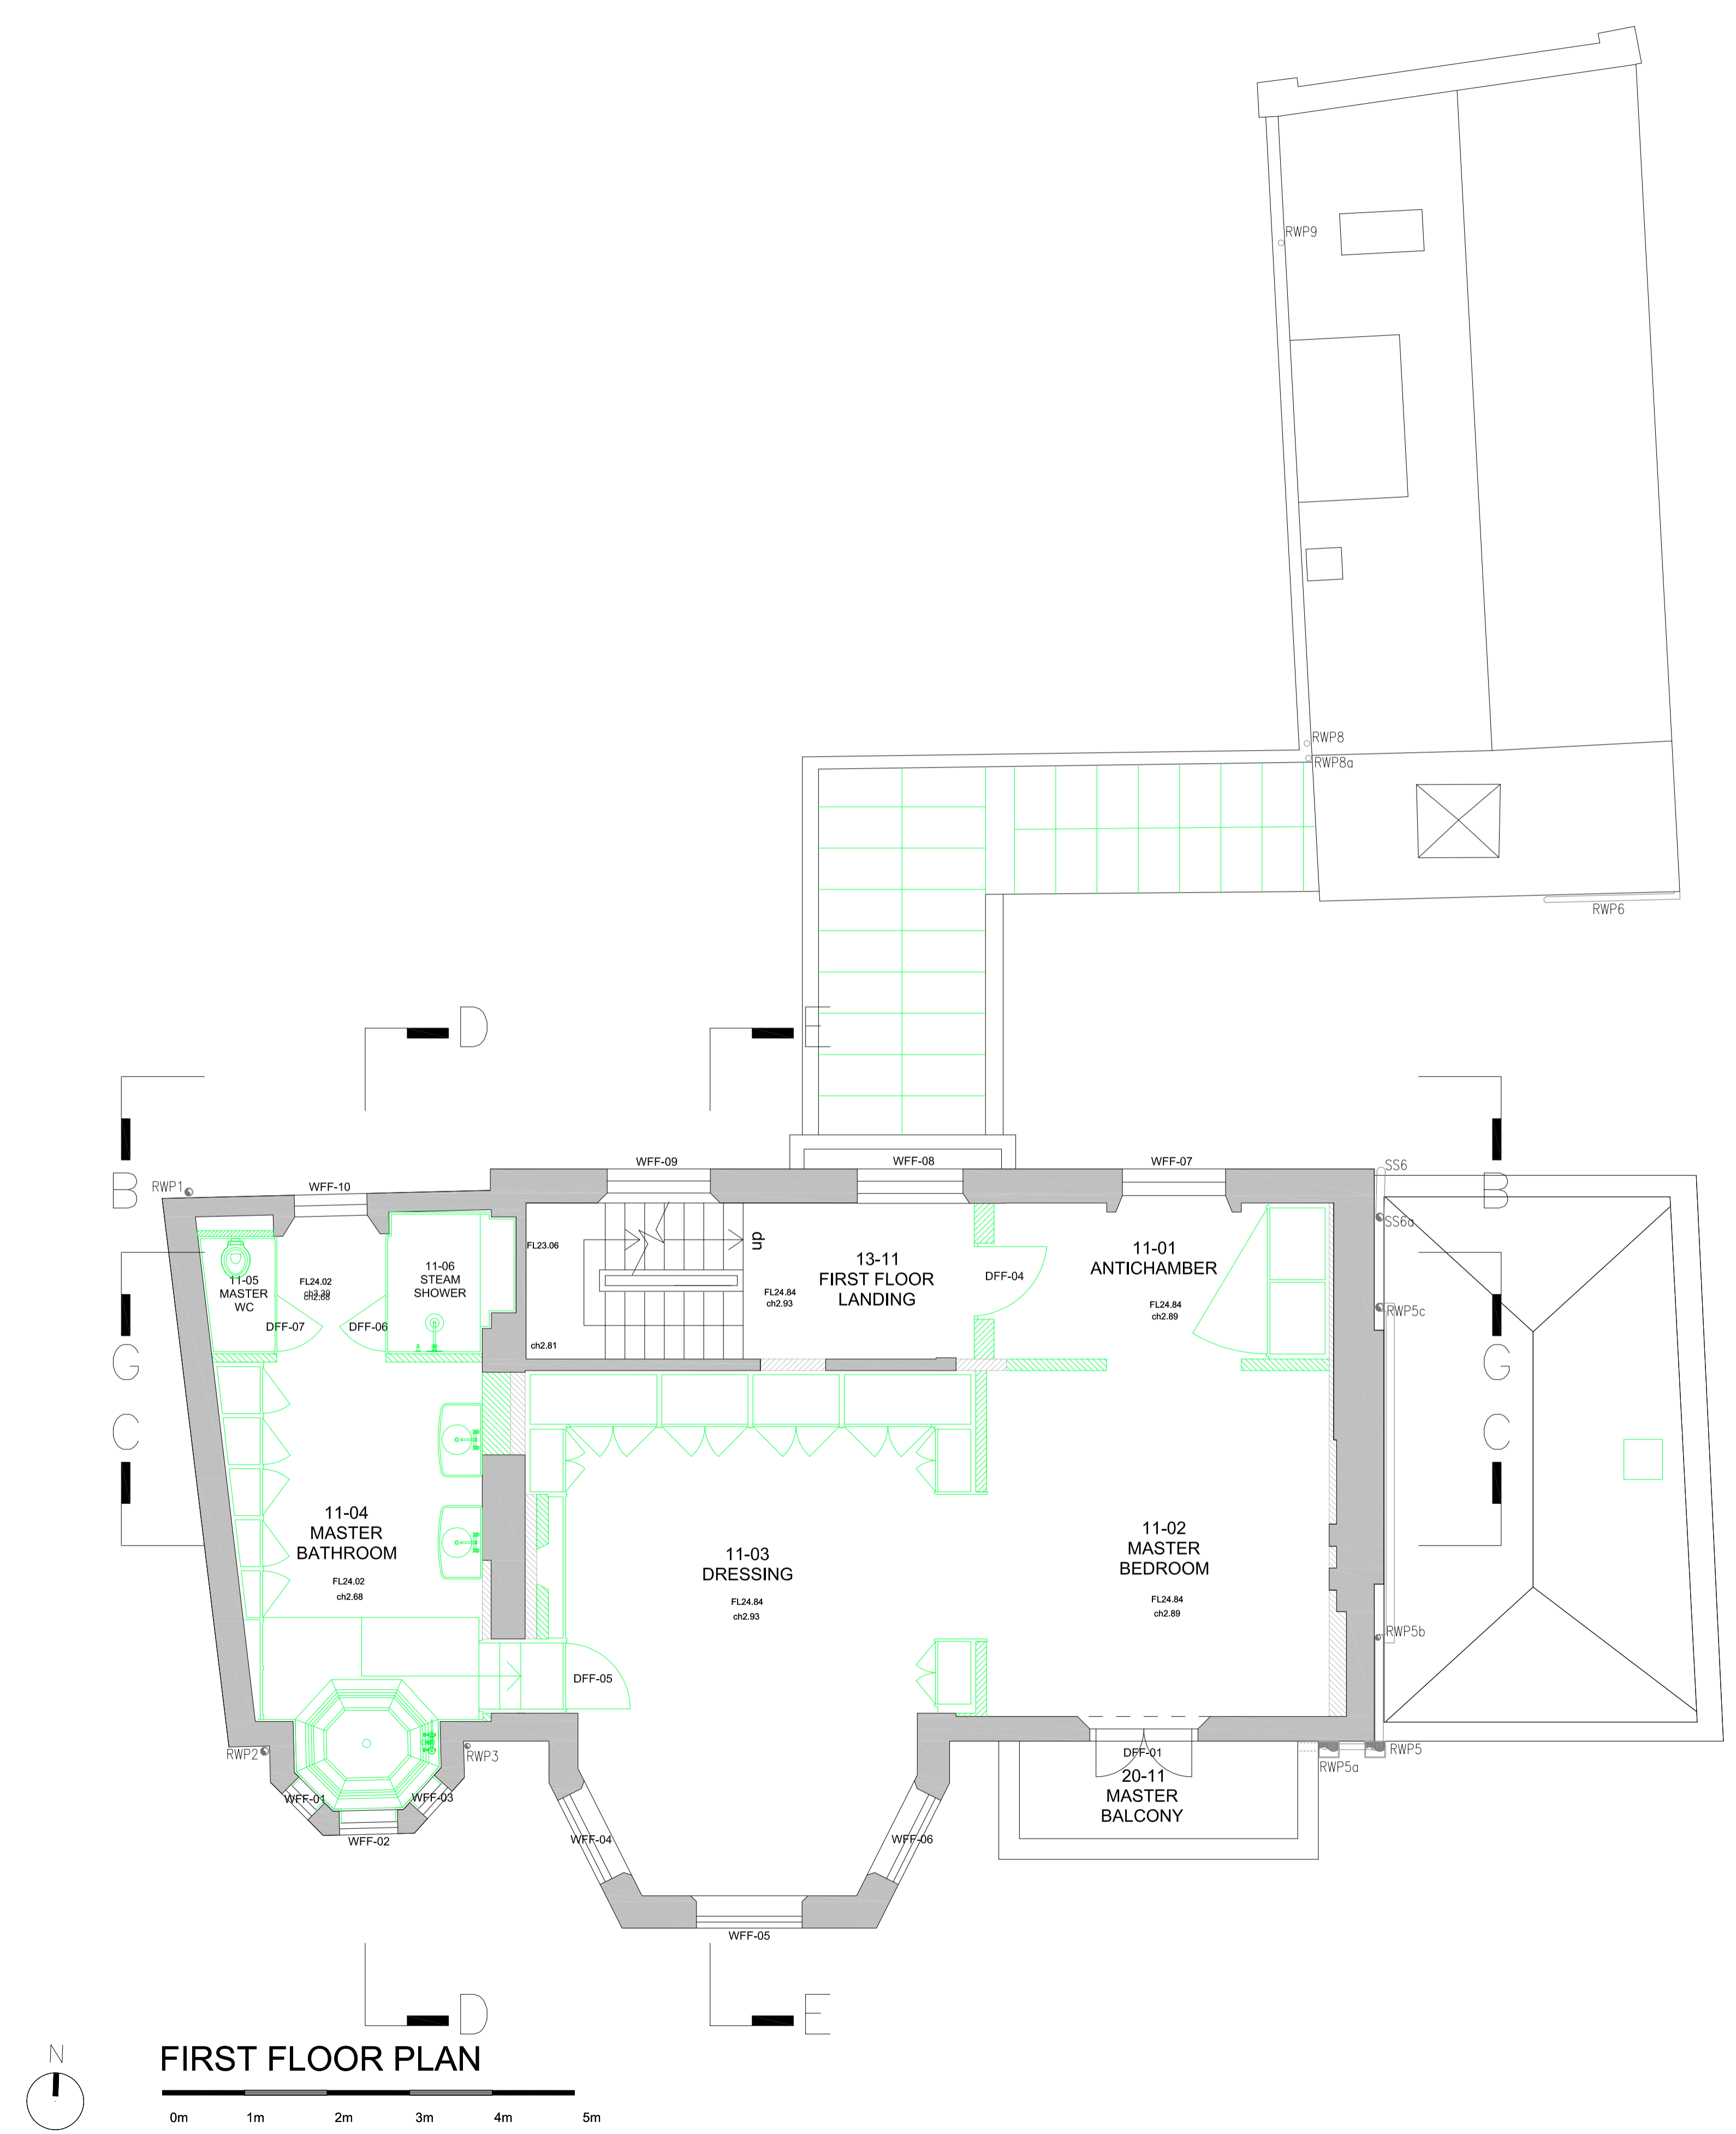 RWP9
RWP8
RWP8a
RWP6
D
E
B
B
RWP1
WFF-10
WFF-09
WFF-08
WFF-07
SS6
SS6a
FL23.06
dn
11-05
MASTER
WC
FL24.02
11-06
STEAM
SHOWER
13-11
FIRST FLOOR
LANDING
FL24.84
ch2.93
DFF-04
11-01
ANTICHAMBER
FL24.84
ch2.89
RWP5c
DFF-07
DFF-06
ch2.81
G
G
C
C
11-04
MASTER
BATHROOM
FL24.02
ch2.68
11-03
DRESSING
FL24.84
ch2.93
11-02
MASTER
BEDROOM
FL24.84
ch2.89
RWP5b
DFF-05
RWP2
RWP3
DFF-01
RWP5
RWP5a
20-11
MASTER
BALCONY
WFF-01
WFF-03
WFF-02
WFF-04
WFF-06
WFF-05
D
E
N
FIRST FLOOR PLAN
0m 1m 2m 3m 4m 5m